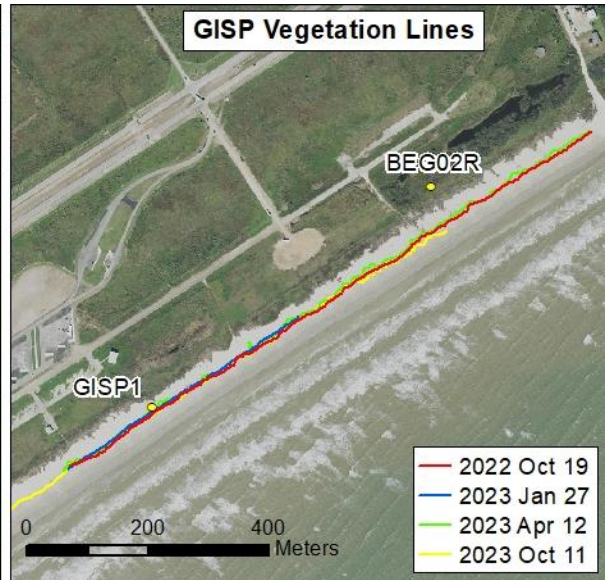 GISP Vegetation Lines
BEG02R
GISP1
2022 Oct 19
2023 Jan 27
2023 Apr 12
2023 Oct 11
0 200 400
Meters